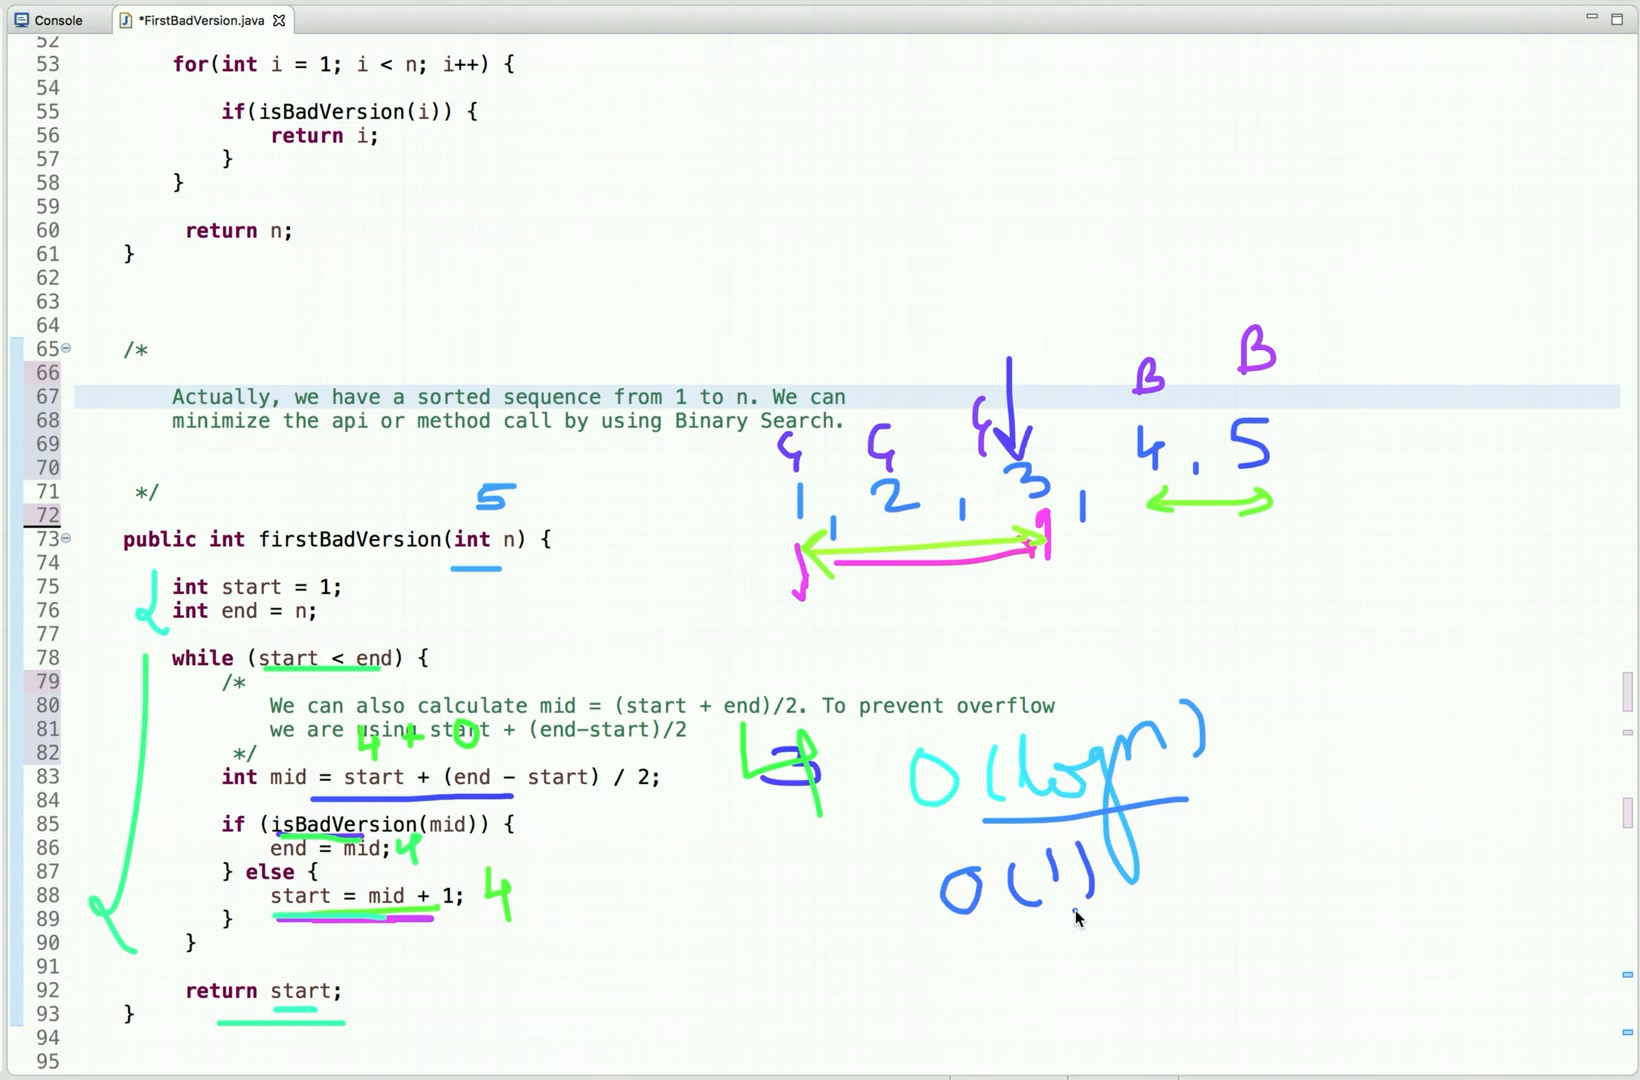 Console *FirstBadVersion.java
52
53 for(int i = 1; i < n; i++) {
54
55 if(isBadVersion(i)) {
56 return i;
57 }
58 }
59
60 return n;
61 }
62
63
64
65 /*
66
67 Actually, we have a sorted sequence from 1 to n. We can
68 minimize the api or method call by using Binary Search.
69
70
71 */
72
73 public int firstBadVersion(int n) {
74
75 int start = 1;
76 int end = n;
77
78 while (start < end) {
79 /*
80 We can also calculate mid = (start + end)/2. To prevent overflow
81 we are using start + (end-start)/2
82 */
83 int mid = start + (end - start) / 2;
84
85 if (isBadVersion(mid)) {
86 end = mid;
87 } else {
88 start = mid + 1;
89 }
90 }
91
92 return start;
93 }
94
95
B B
G G G
1, 2, 3, 4, 5
5
4 + 0
4
4
4
O(logn)
O(1)